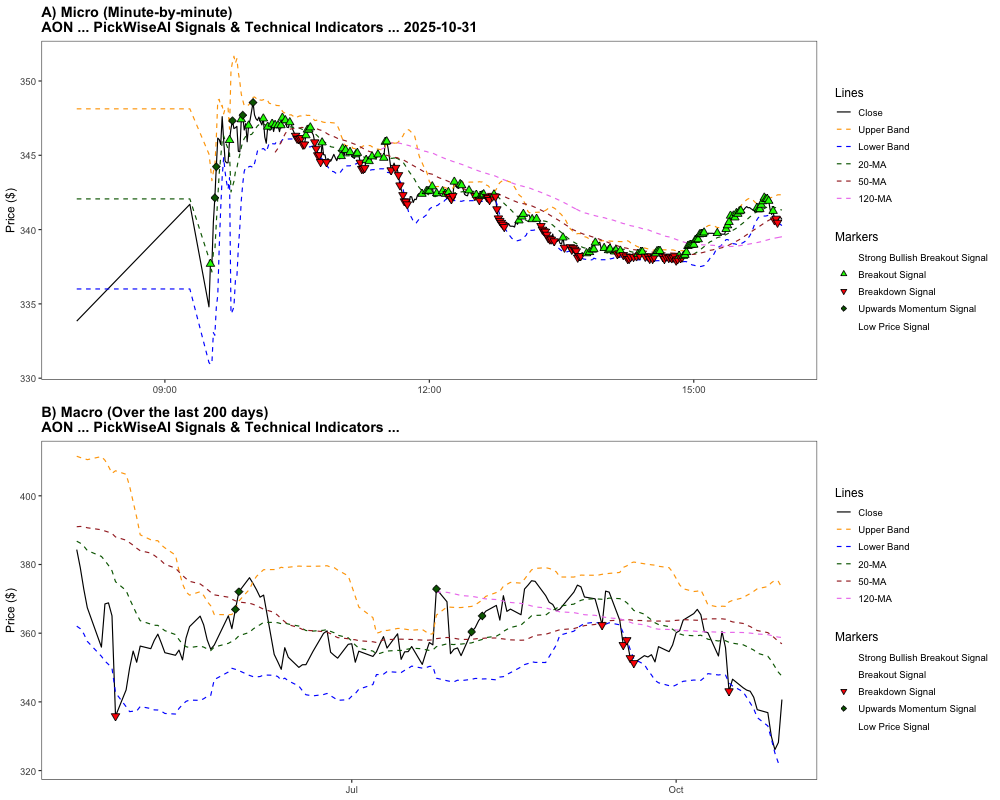 A) Micro (Minute-by-minute)
AON ... PickWiseAI Signals & Technical Indicators ... 2025-10-31
Price ($)
350
345
340
335
330
09:00
12:00
15:00
Lines
Close
Upper Band
Lower Band
20-MA
50-MA
120-MA
Markers
Strong Bullish Breakout Signal
Breakout Signal
Breakdown Signal
Upwards Momentum Signal
Low Price Signal
B) Macro (Over the last 200 days)
AON ... PickWiseAI Signals & Technical Indicators ...
Price ($)
400
380
360
340
320
Jul
Oct
Lines
Close
Upper Band
Lower Band
20-MA
50-MA
120-MA
Markers
Strong Bullish Breakout Signal
Breakout Signal
Breakdown Signal
Upwards Momentum Signal
Low Price Signal